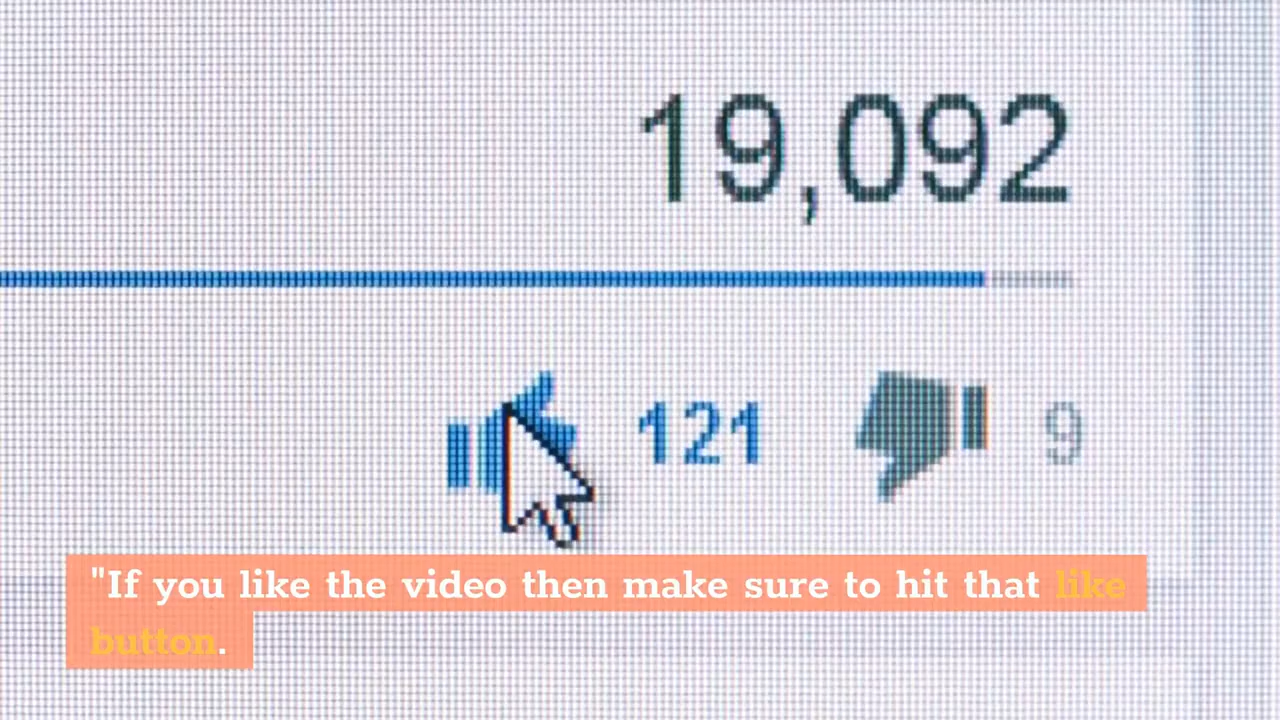 19,092
121 9
"If you like the video then make sure to hit that like
button.